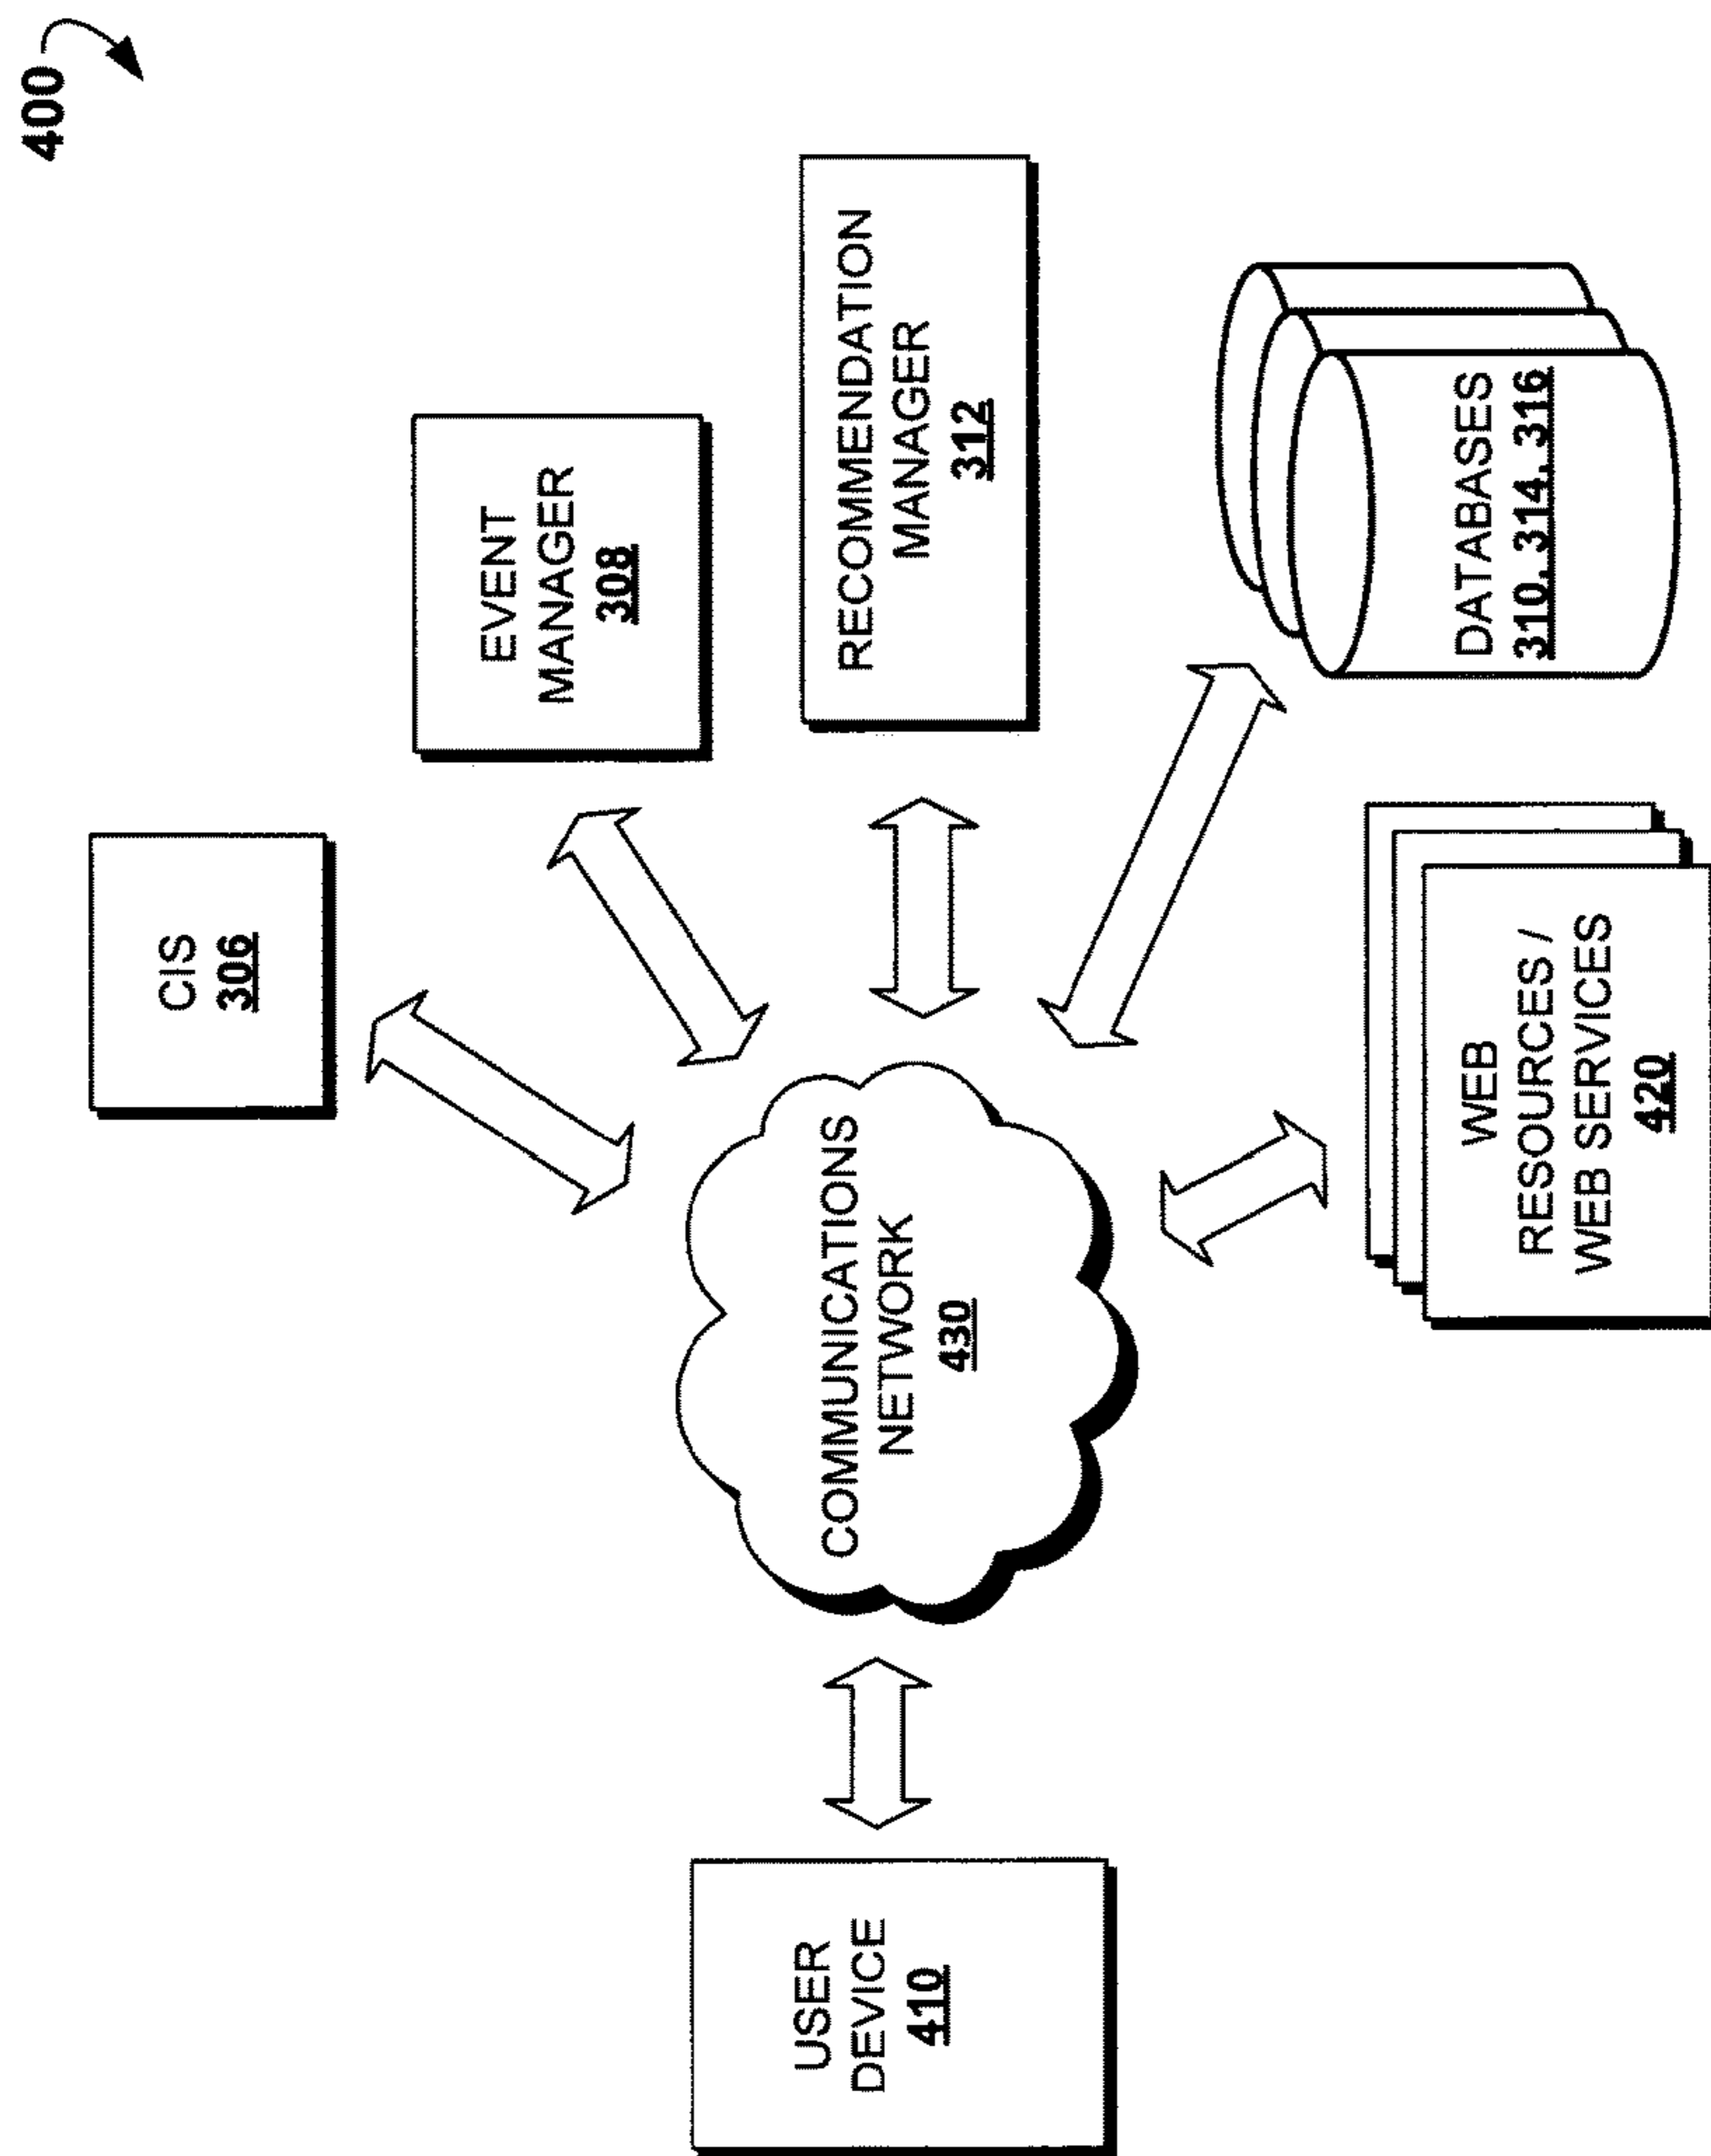 400
CIS
306
EVENT
MANAGER
308
RECOMMENDATION
MANAGER
312
DATABASES
310, 314, 316
WEB
RESOURCES /
WEB SERVICES
420
COMMUNICATIONS
NETWORK
430
USER
DEVICE
410